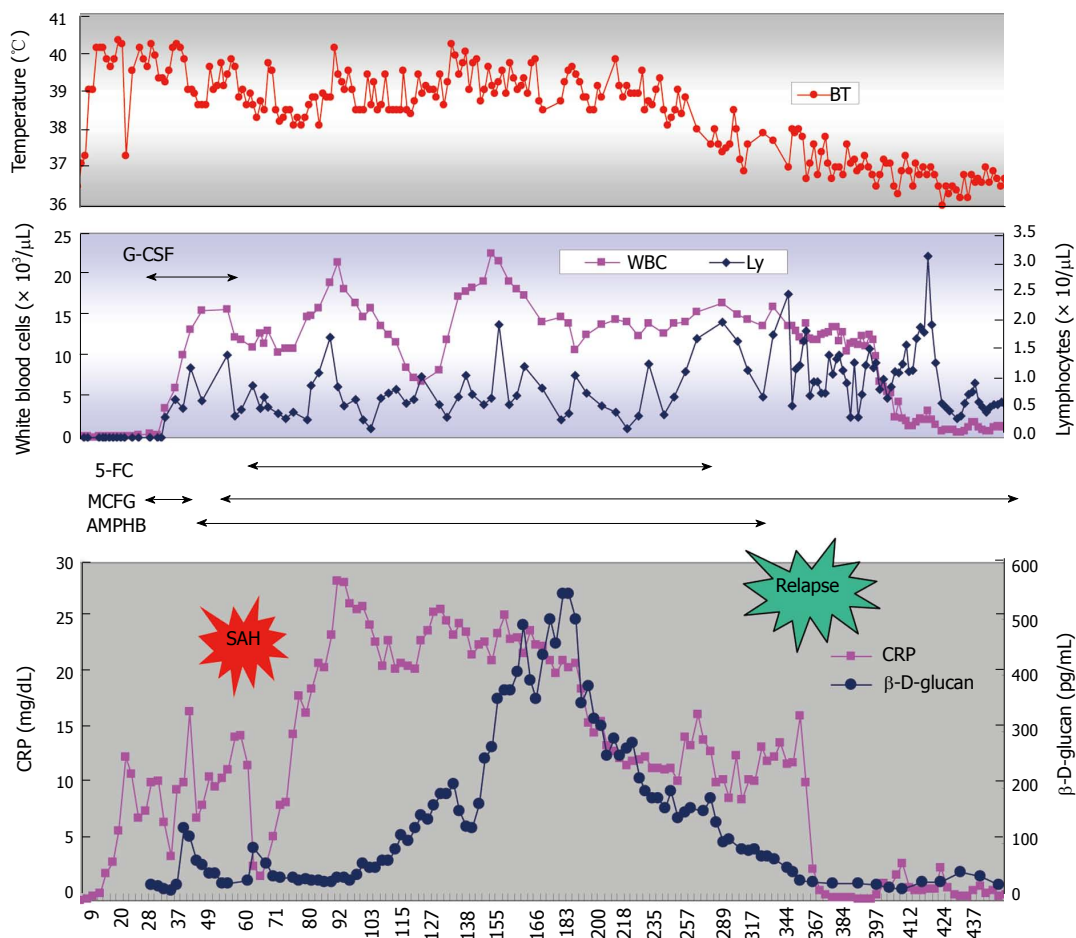 41
40
39
38
37
36
Temperature (℃)
BT
25
20
15
10
5
0
White blood cells (× 10³/μL)
G-CSF
WBC Ly
3.5
3.0
2.5
2.0
1.5
1.0
0.5
0.0
Lymphocytes (× 10/μL)
5-FC
MCFG
AMPHB
30
25
20
15
10
5
0
CRP (mg/dL)
SAH
Relapse
CRP
β-D-glucan
600
500
400
300
200
100
0
β-D-glucan (pg/mL)
9 20 28 37 49 60 71 80 92 103 115 127 138 155 166 183 200 218 235 257 289 317 344 367 384 397 412 424 437